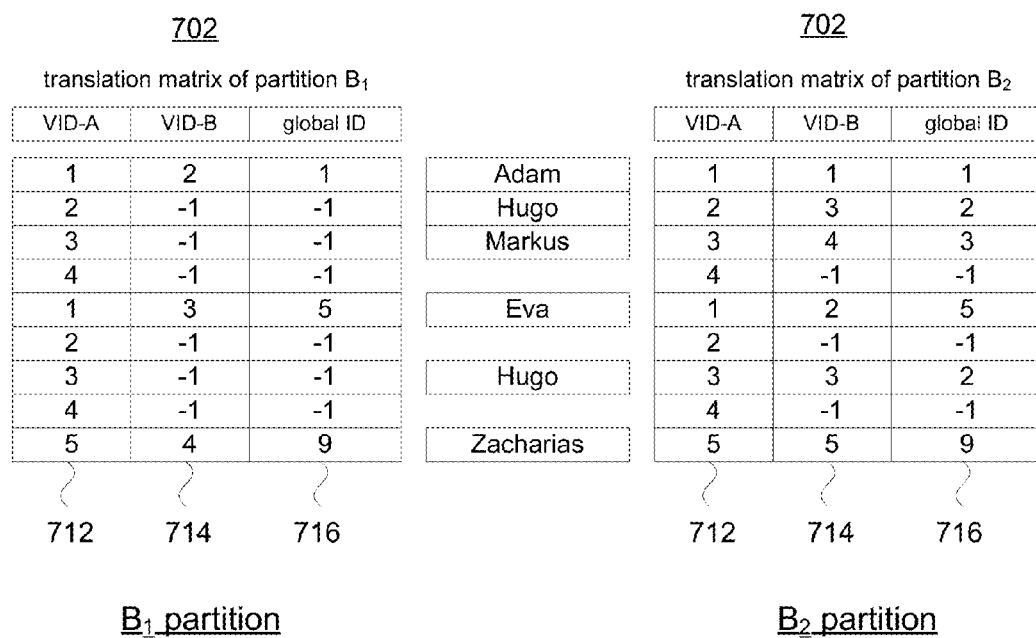 702 702
translation matrix of partition B₁ translation matrix of partition B₂
VID-A VID-B global ID VID-A VID-B global ID
1 2 1 Adam 1 1 1
2 -1 -1 Hugo 2 3 2
3 -1 -1 Markus 3 4 3
4 -1 -1 4 -1 -1
1 3 5 Eva 1 2 5
2 -1 -1 2 -1 -1
3 -1 -1 Hugo 3 3 2
4 -1 -1 4 -1 -1
5 4 9 Zacharias 5 5 9
712 714 716 712 714 716
B₁ partition B₂ partition